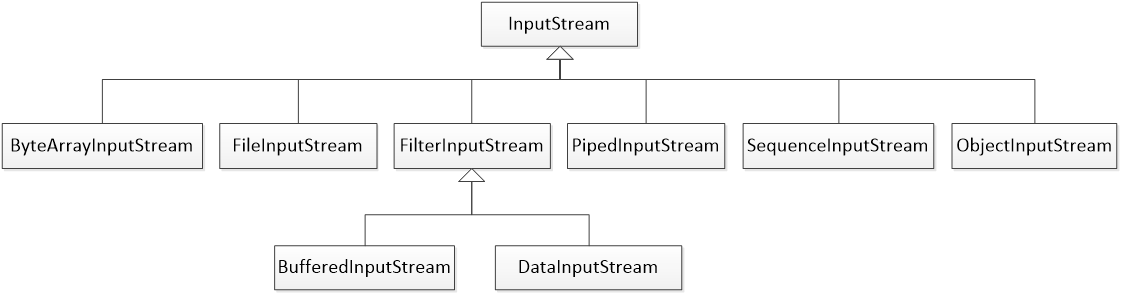 InputStream
ByteArrayInputStream
FileInputStream
FilterInputStream
PipedInputStream
SequenceInputStream
ObjectInputStream
BufferedInputStream
DataInputStream